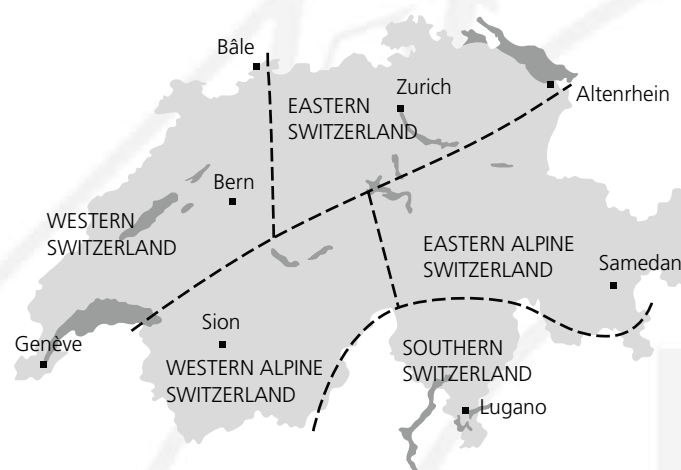 Bâle
EASTERN
SWITZERLAND
Zurich
Altenrhein
Bern
WESTERN
SWITZERLAND
EASTERN ALPINE
SWITZERLAND
Samedan
Genève
Sion
WESTERN ALPINE
SWITZERLAND
SOUTHERN
SWITZERLAND
Lugano